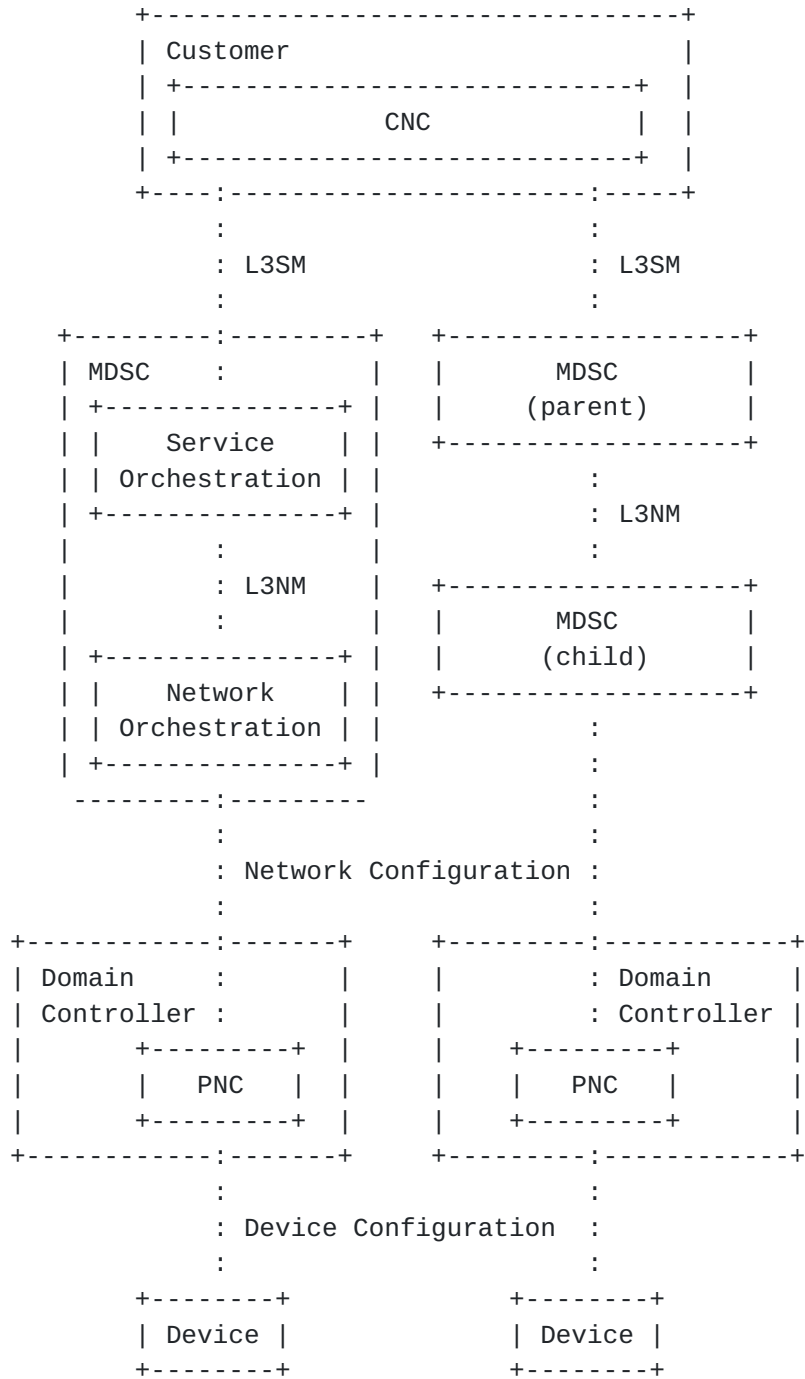 Customer
CNC
: L3SM : L3SM
MDSC : MDSC
(parent)
Service
Orchestration
: L3NM
: L3NM
MDSC
(child)
Network
Orchestration
: Network Configuration :
Domain : : Domain
Controller : : Controller
PNC PNC
: Device Configuration :
Device Device